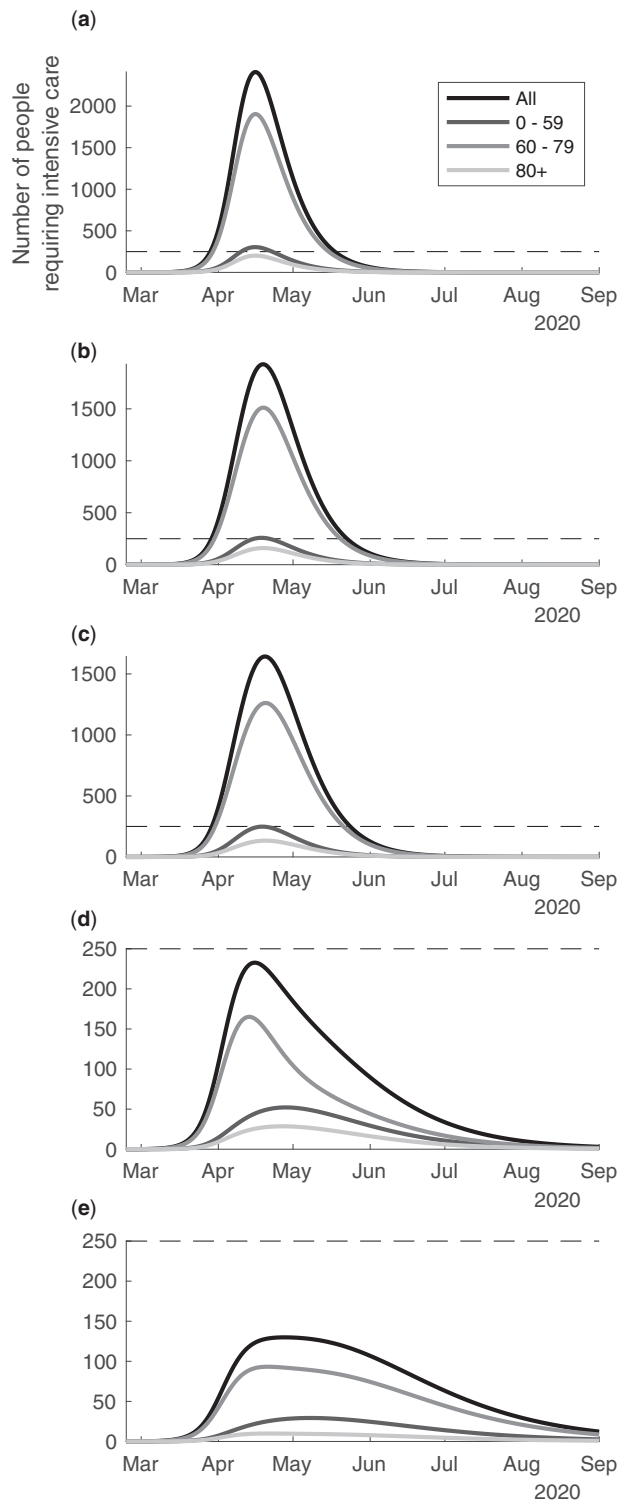 (a)
Number of people
requiring intensive care
2000
1500
1000
500
0
All
0 - 59
60 - 79
80+
Mar Apr May Jun Jul Aug Sep
2020
(b)
1500
1000
500
0
Mar Apr May Jun Jul Aug Sep
2020
(c)
1500
1000
500
0
Mar Apr May Jun Jul Aug Sep
2020
(d)
250
200
150
100
50
0
Mar Apr May Jun Jul Aug Sep
2020
(e)
250
200
150
100
50
0
Mar Apr May Jun Jul Aug Sep
2020